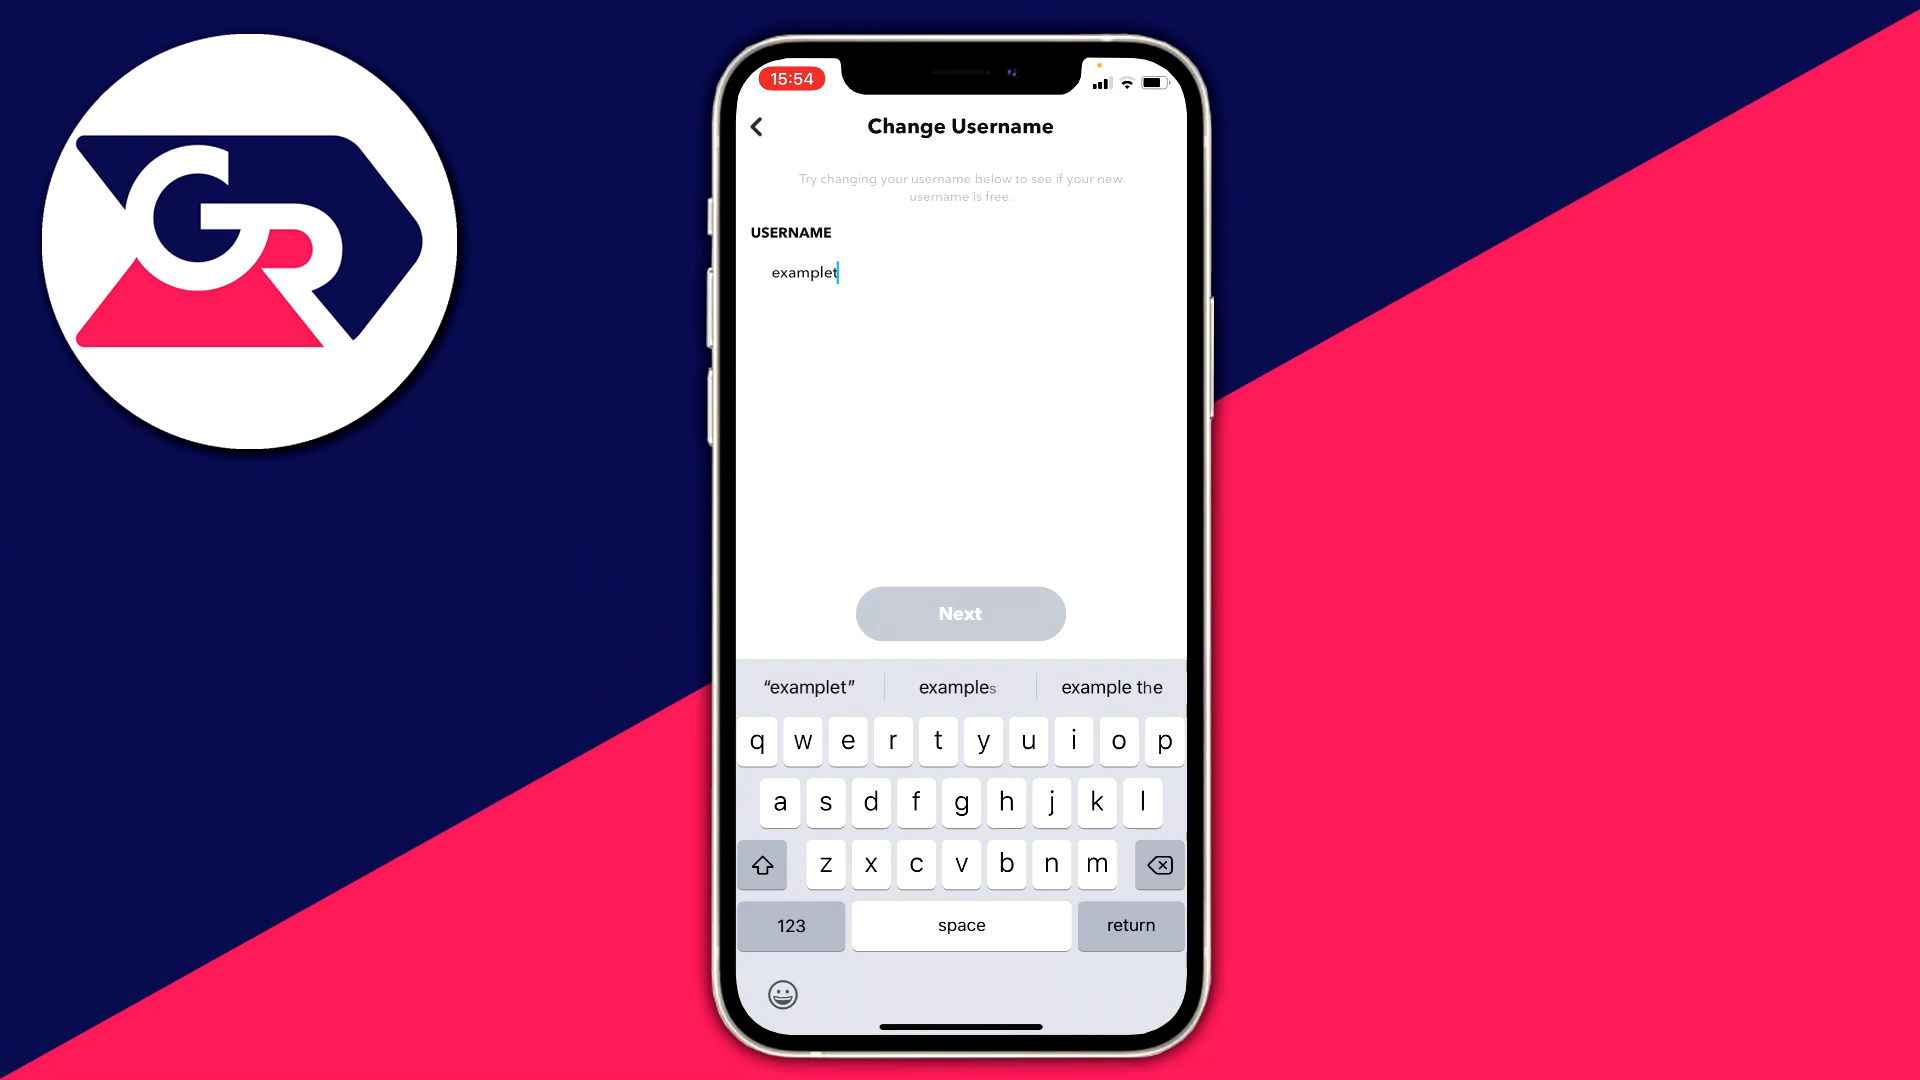 GR
15:54
Change Username
Try changing your username below to see if your new
username is free.
USERNAME
examplet
Next
“examplet” examples example the
q w e r t y u i o p
a s d f g h j k l
z x c v b n m
123 space return